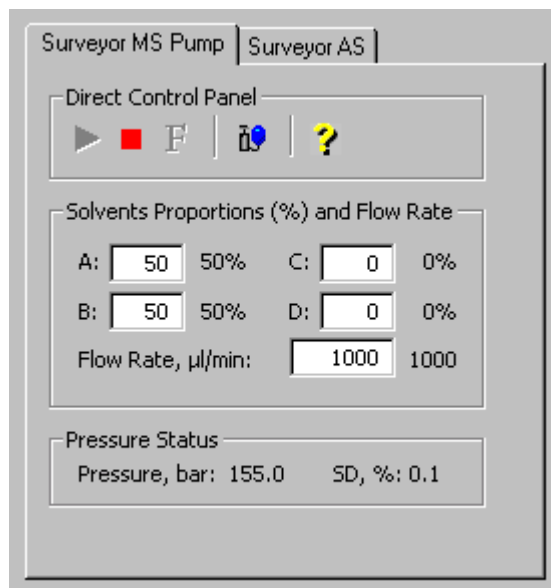 Surveyor MS Pump Surveyor AS
Direct Control Panel
F ?
Solvents Proportions (%) and Flow Rate
A: 50 50% C: 0 0%
B: 50 50% D: 0 0%
Flow Rate, µl/min: 1000 1000
Pressure Status
Pressure, bar: 155.0 SD, %: 0.1